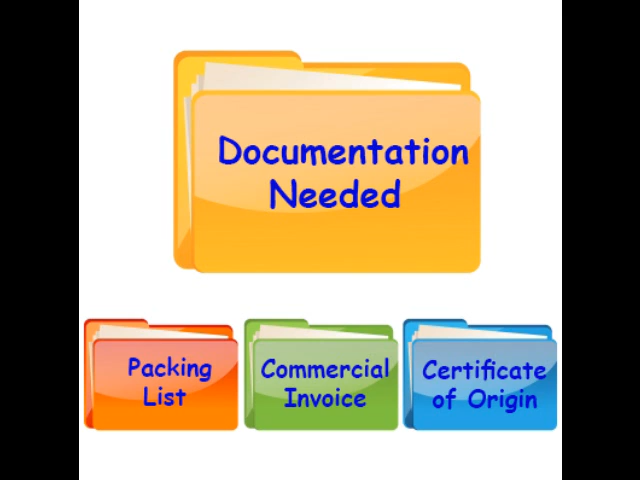 Documentation
Needed
Packing
List
Commercial
Invoice
Certificate
of Origin